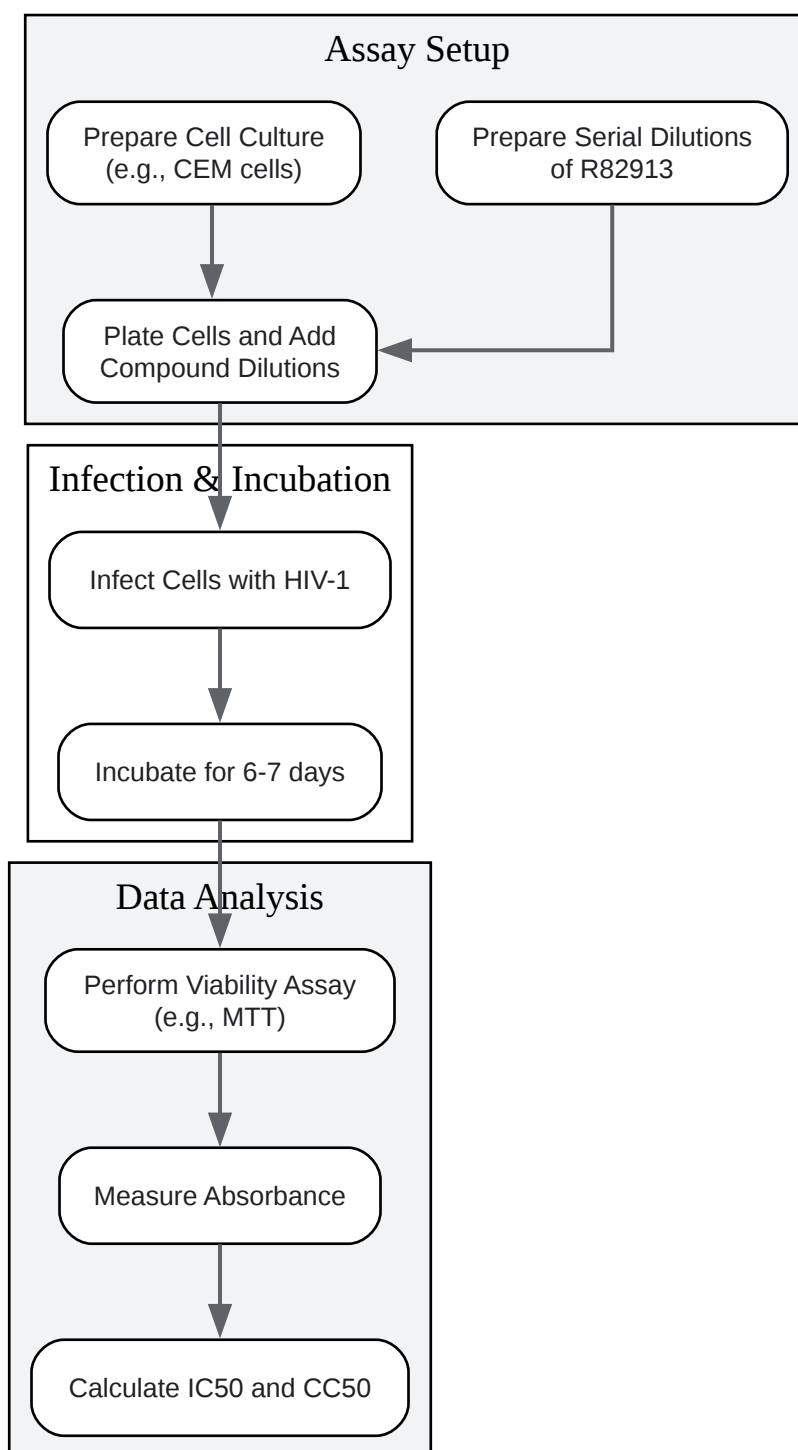 Assay Setup
Prepare Cell Culture
(e.g., CEM cells)
Prepare Serial Dilutions
of R82913
Plate Cells and Add
Compound Dilutions
Infection & Incubation
Infect Cells with HIV-1
Incubate for 6-7 days
Data Analysis
Perform Viability Assay
(e.g., MTT)
Measure Absorbance
Calculate IC50 and CC50